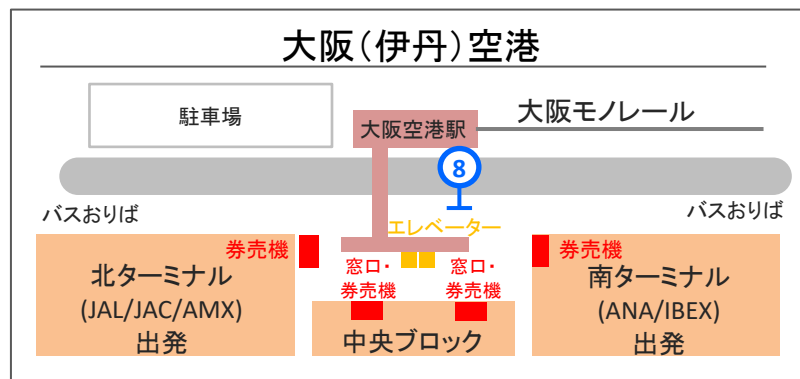 大阪(伊丹)空港
駐車場
大阪空港駅
大阪モノレール
8
バスおりば
バスおりば
エレベーター
券売機
券売機
北ターミナル
(JAL/JAC/AMX)
出発
窓口・
券売機
窓口・
券売機
中央ブロック
南ターミナル
(ANA/IBEX)
出発